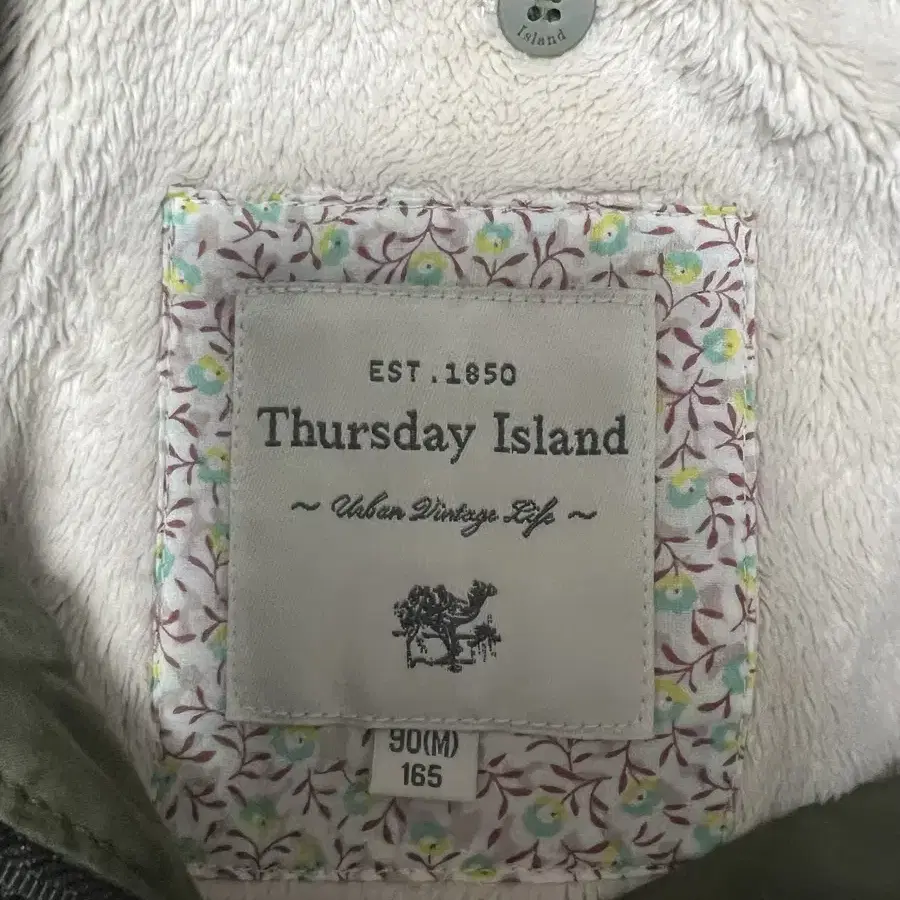 Island
EST.1850
Thursday Island
~ Urban Vintage Life ~
90(M)
165